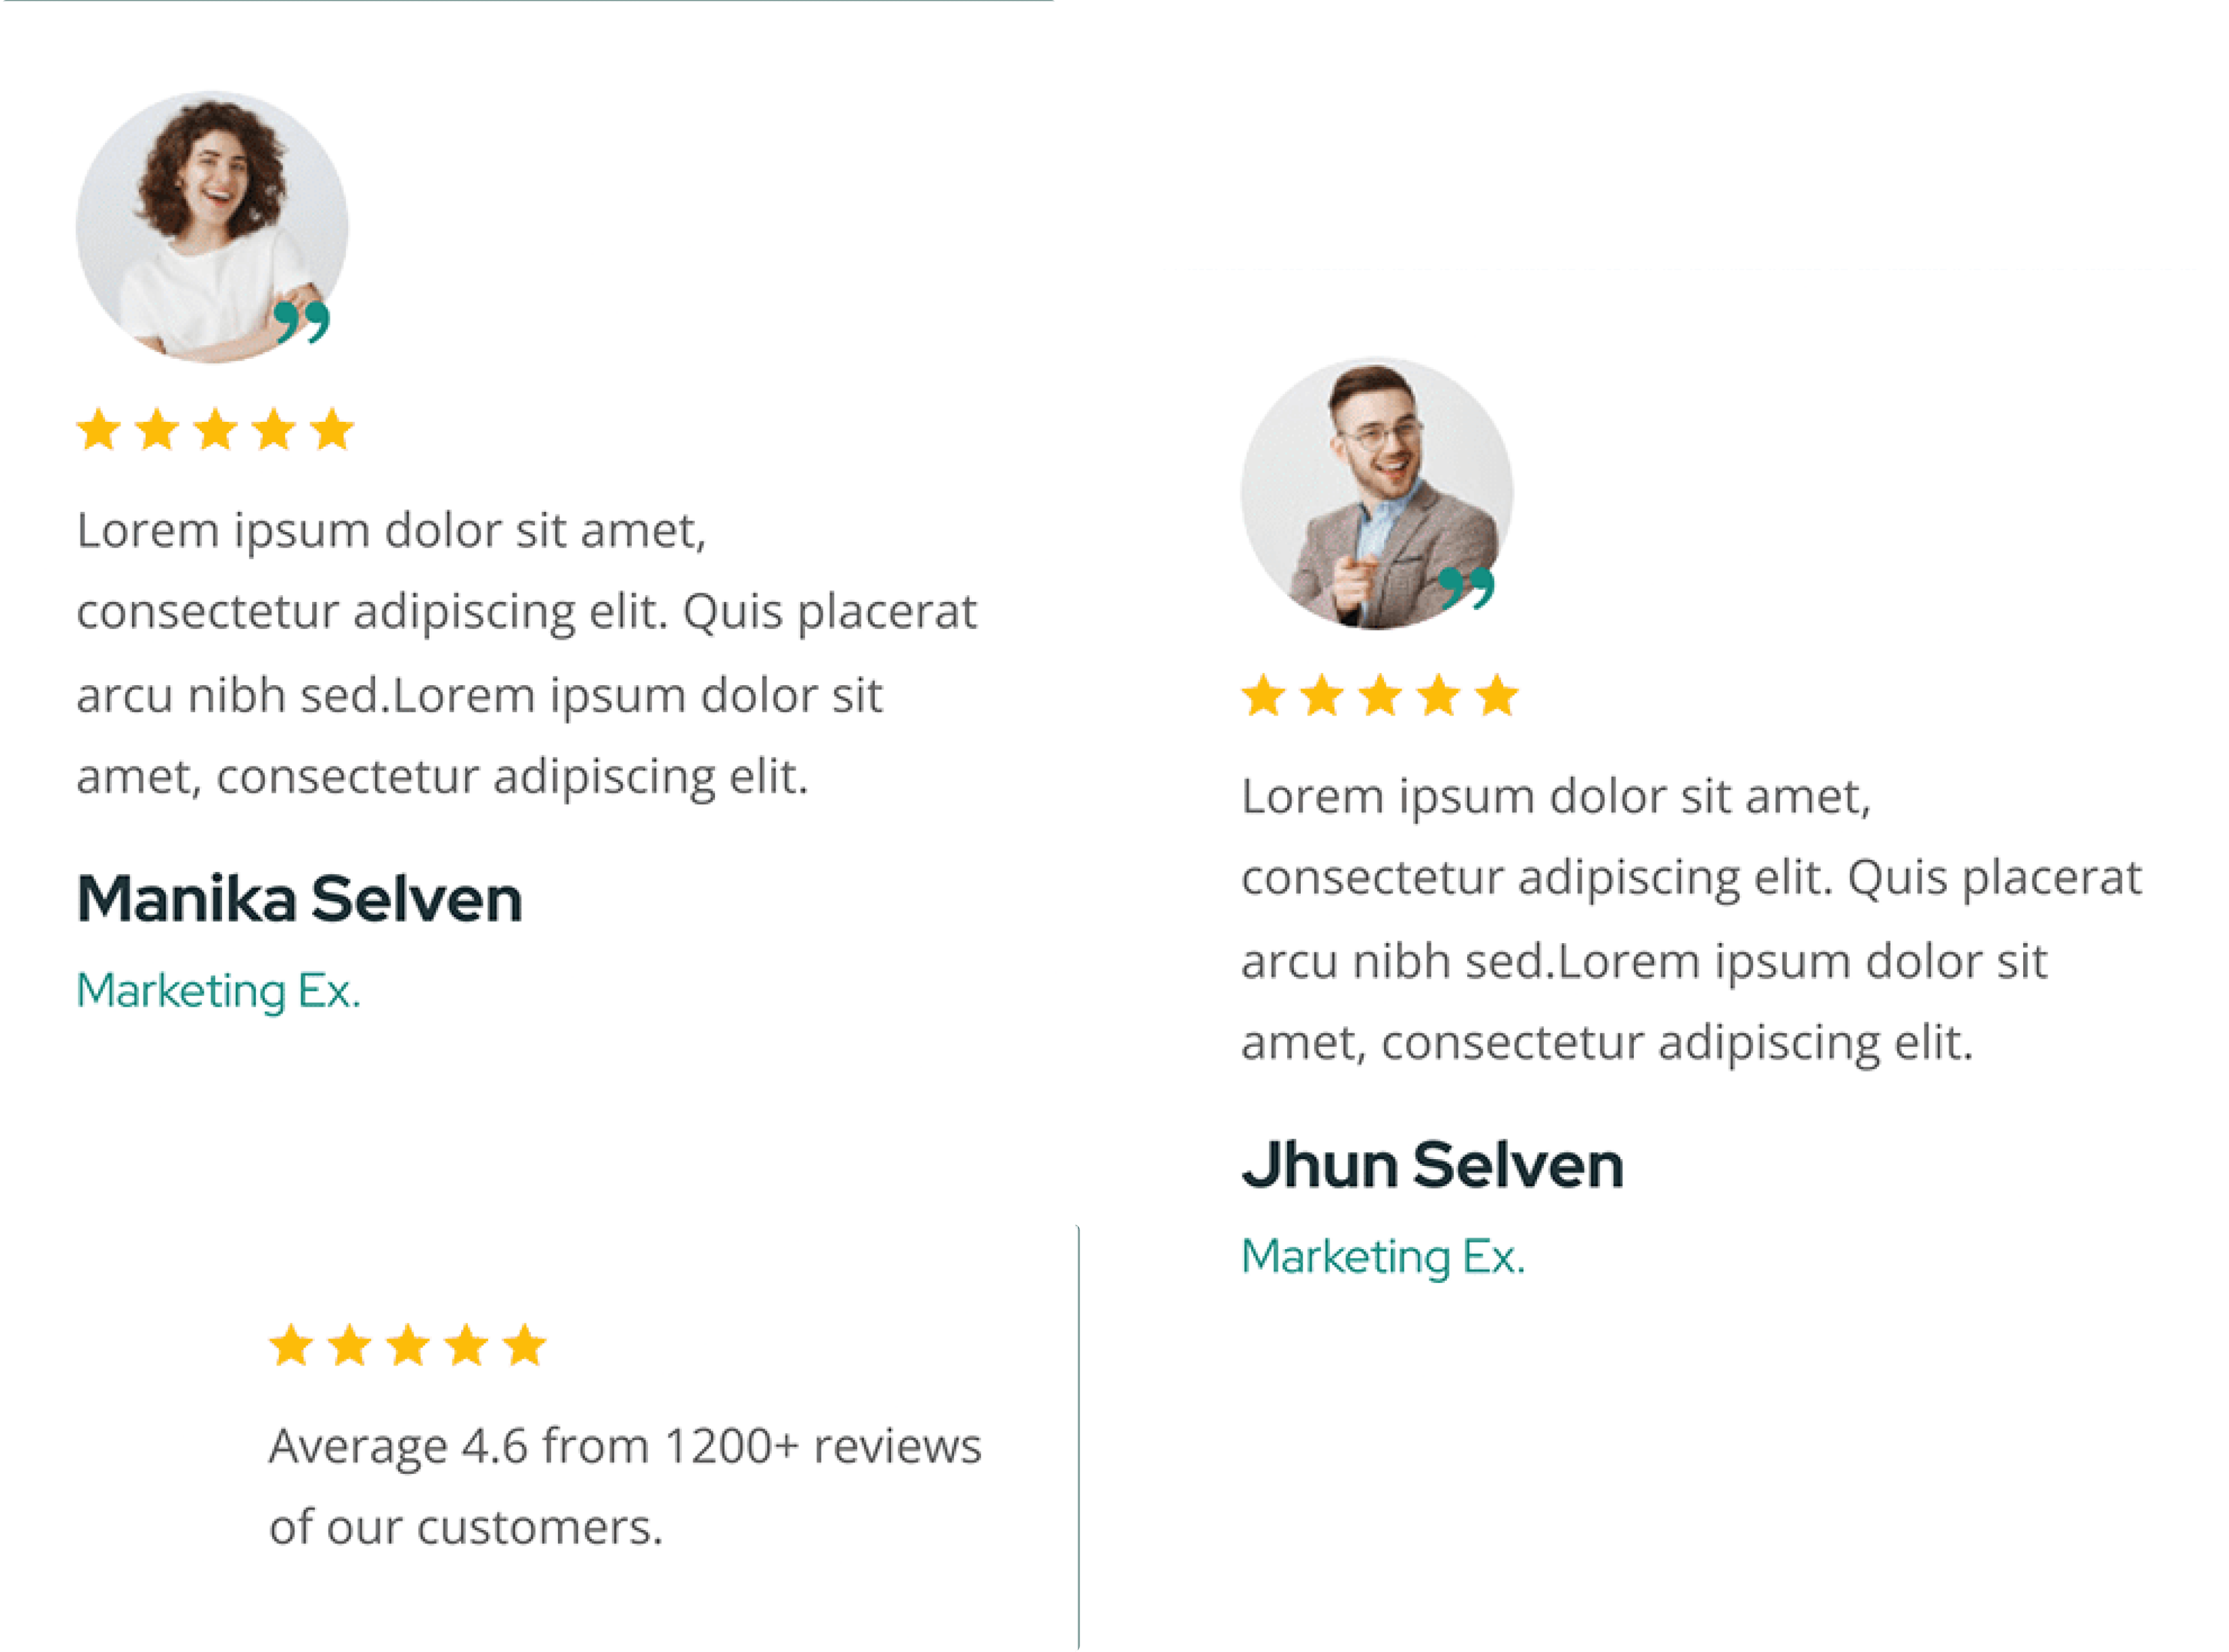 Lorem ipsum dolor sit amet,
consectetur adipiscing elit. Quis placerat
arcu nibh sed.Lorem ipsum dolor sit
amet, consectetur adipiscing elit.
Manika Selven
Marketing Ex.
Average 4.6 from 1200+ reviews
of our customers.
Lorem ipsum dolor sit amet,
consectetur adipiscing elit. Quis placerat
arcu nibh sed.Lorem ipsum dolor sit
amet, consectetur adipiscing elit.
Jhun Selven
Marketing Ex.